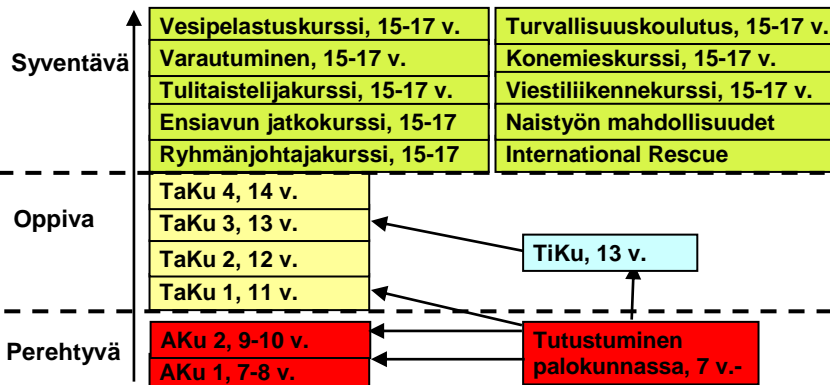 Syventävä
Vesipelastuskurssi, 15-17 v.
Varautuminen, 15-17 v.
Tulitaistelijakurssi, 15-17 v.
Ensiavun jatkokurssi, 15-17
Ryhmänjohtajakurssi, 15-17
Turvallisuuskoulutus, 15-17 v.
Konemieskurssi, 15-17 v.
Viestiliikennekurssi, 15-17 v.
Naistyön mahdollisuudet
International Rescue
Oppiva
TaKu 4, 14 v.
TaKu 3, 13 v.
TaKu 2, 12 v.
TaKu 1, 11 v.
TiKu, 13 v.
Perehtyvä
AKu 2, 9-10 v.
AKu 1, 7-8 v.
Tutustuminen
palokunnassa, 7 v.-